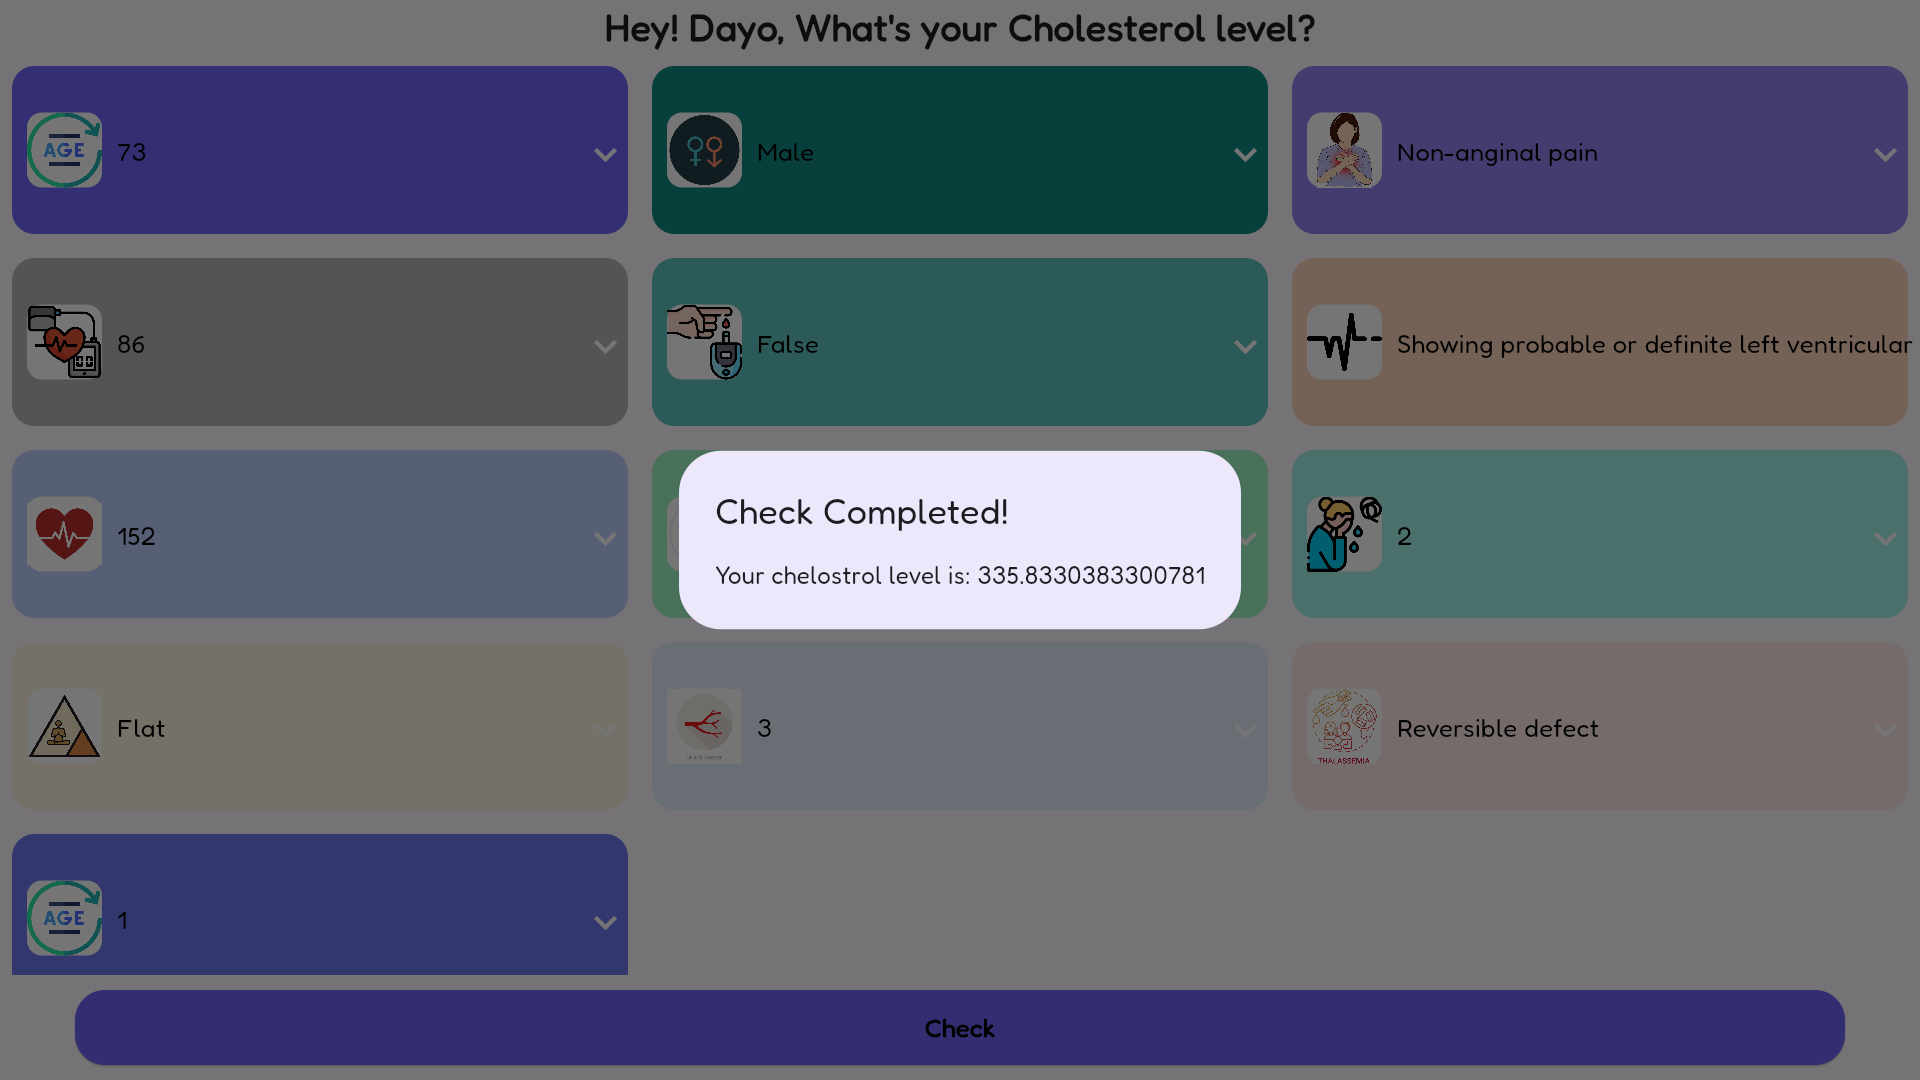 Hey! Dayo, What's your Cholesterol level?
AGE 73
Male
Non-anginal pain
86
False
Showing probable or definite left ventricular
152
2
Check Completed!
Your chelostrol level is: 335.8330383300781
Flat
3
Reversible defect
THALASSEMIA
AGE 1
Check